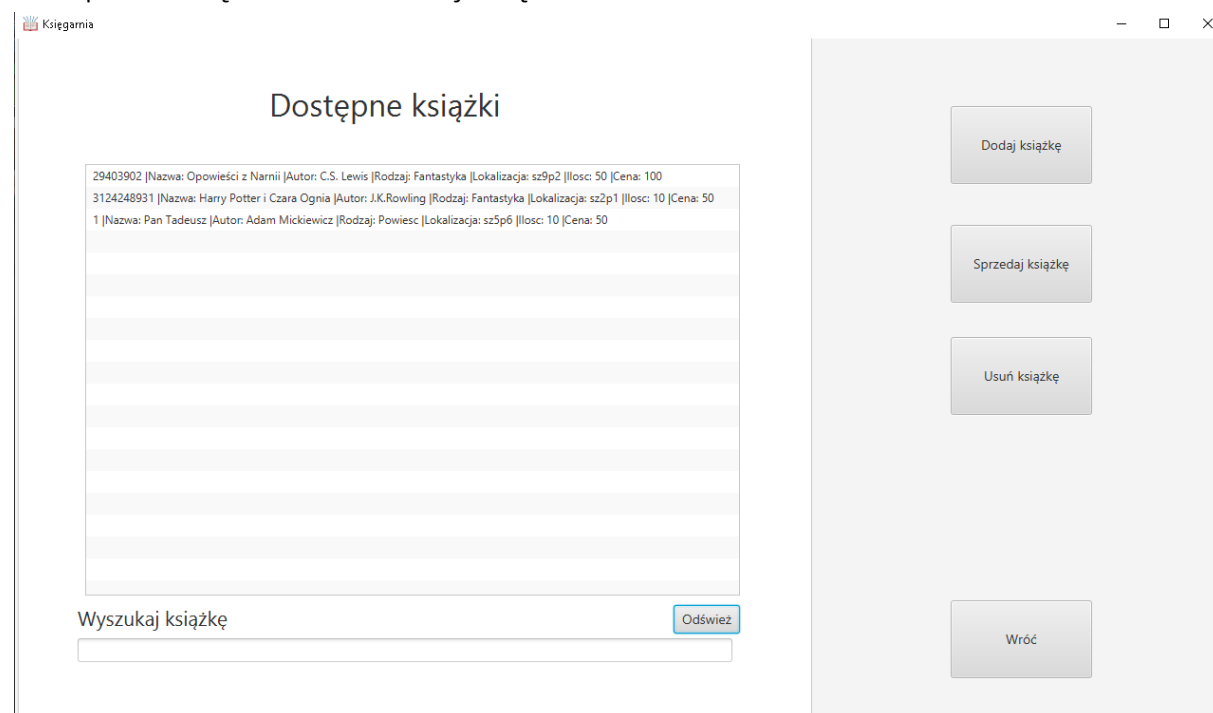 Księgarnia
Dostępne książki
29403902 |Nazwa: Opowieści z Narnii |Autor: C.S. Lewis |Rodzaj: Fantastyka |Lokalizacja: sz9p2 |Ilosc: 50 |Cena: 100
3124248931 |Nazwa: Harry Potter i Czara Ognia |Autor: J.K.Rowling |Rodzaj: Fantastyka |Lokalizacja: sz2p1 |Ilosc: 10 |Cena: 50
1 |Nazwa: Pan Tadeusz |Autor: Adam Mickiewicz |Rodzaj: Powiesc |Lokalizacja: sz5p6 |Ilosc: 10 |Cena: 50
Wyszukaj książkę
Odśwież
Dodaj książkę
Sprzedaj książkę
Usuń książkę
Wróć